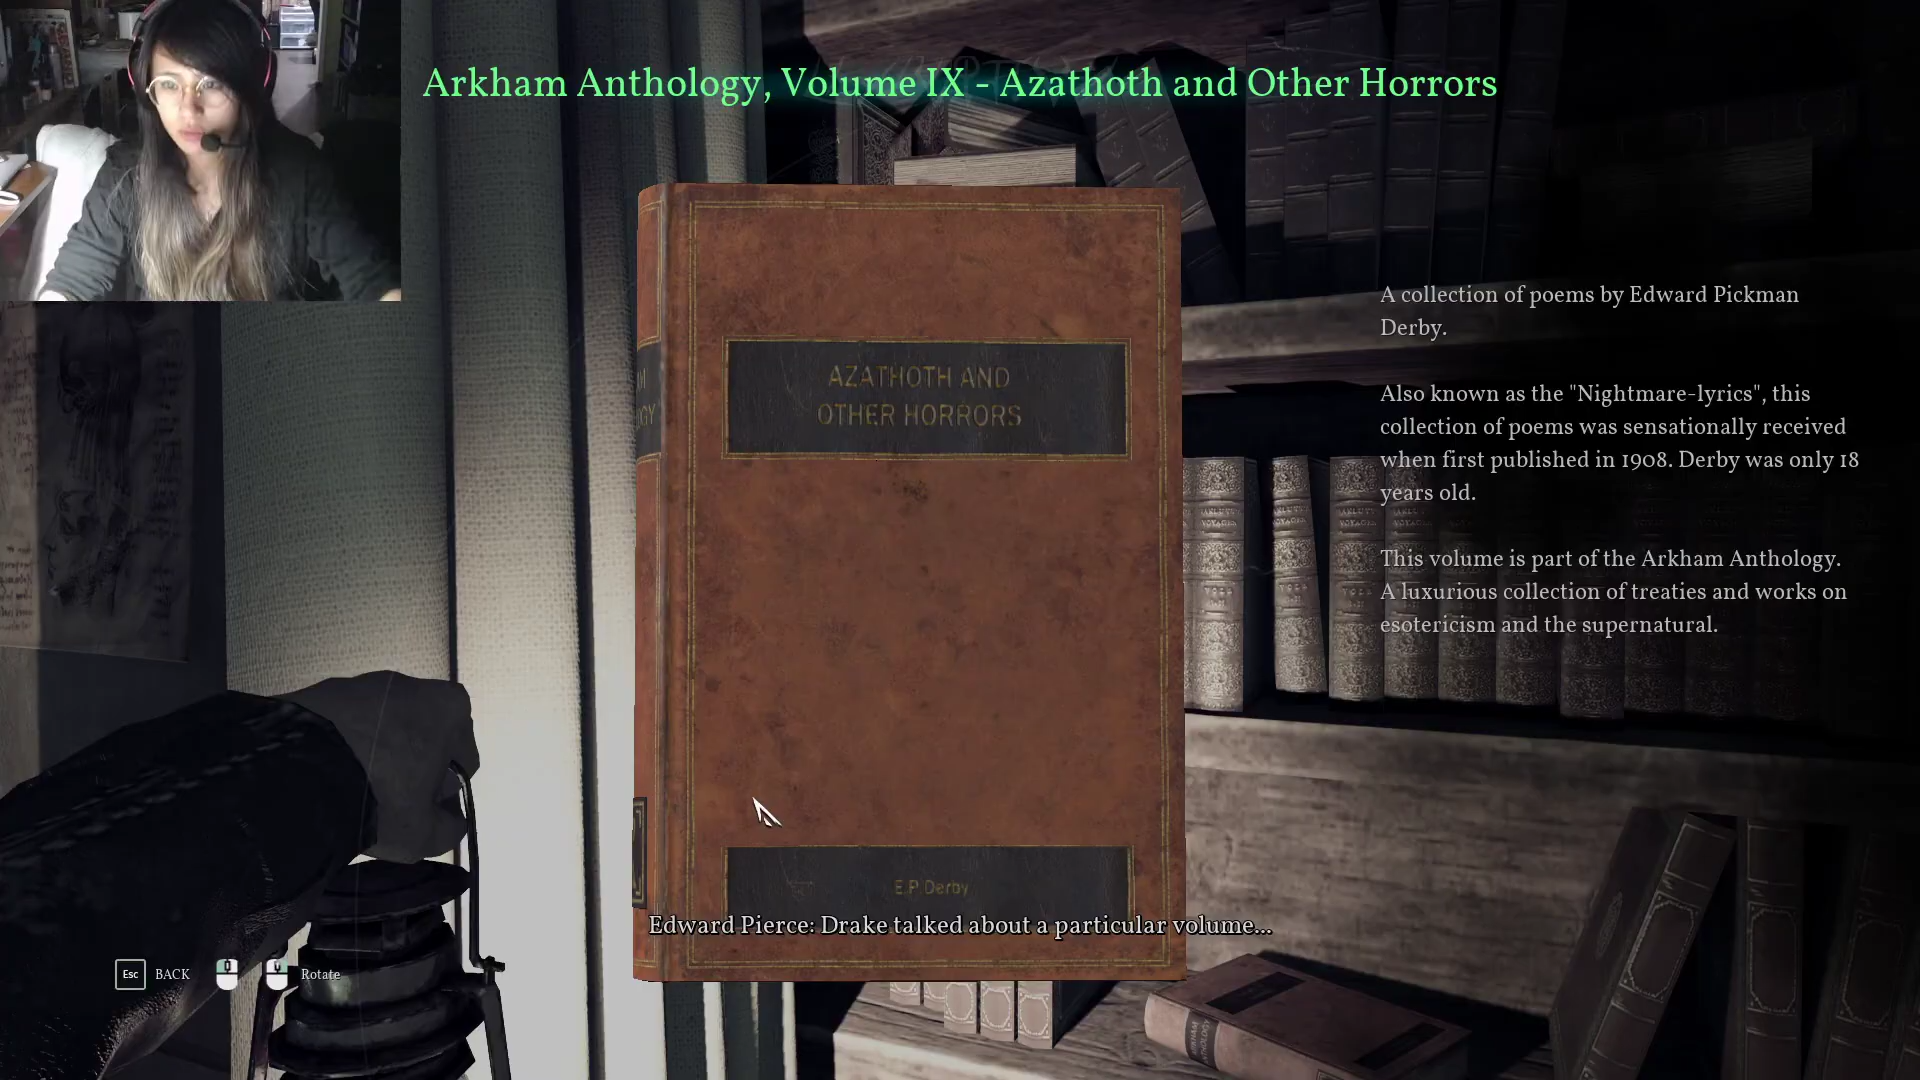 Arkham Anthology, Volume IX - Azathoth and Other Horrors
AZATHOTH AND
OTHER HORRORS
A collection of poems by Edward Pickman
Derby.
Also known as the "Nightmare-lyrics", this
collection of poems was sensationally received
when first published in 1908. Derby was only 18
years old.
This volume is part of the Arkham Anthology.
A luxurious collection of treaties and works on
esotericism and the supernatural.
E.P. Derby
Edward Pierce: Drake talked about a particular volume...
Esc BACK Rotate
ARKHAM
ANTHOLOGY